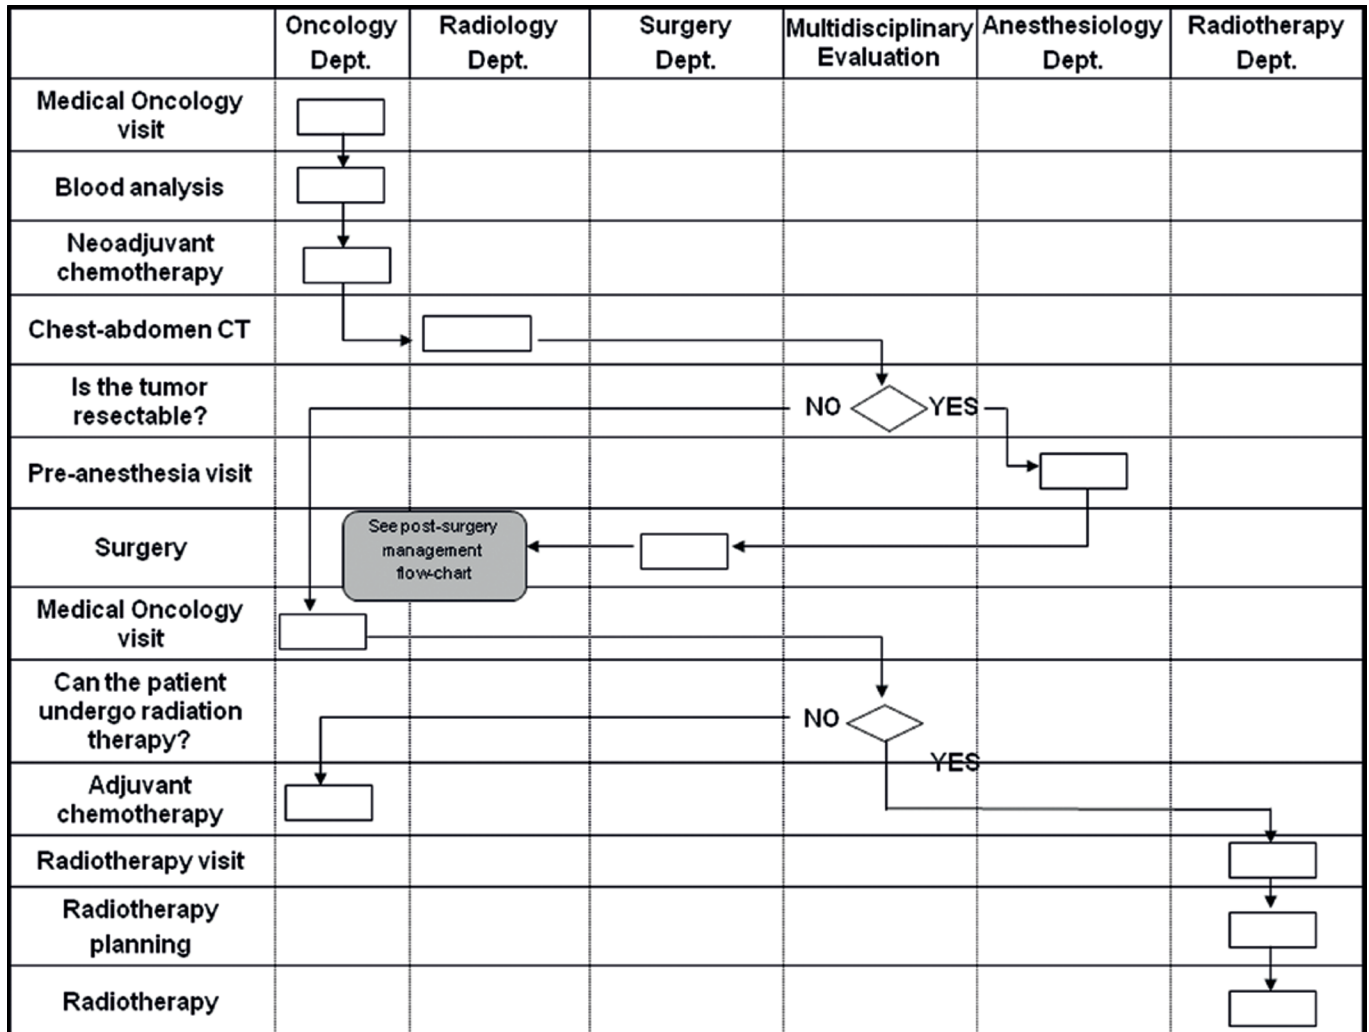 Oncology Dept.
Radiology Dept.
Surgery Dept.
Multidisciplinary Evaluation
Anesthesiology Dept.
Radiotherapy Dept.
Medical Oncology
visit
Blood analysis
Neoadjuvant
chemotherapy
Chest-abdomen CT
Is the tumor
resectable?
NO
YES
Pre-anesthesia visit
Surgery
See post-surgery
management
flow-chart
Medical Oncology
visit
Can the patient
undergo radiation
therapy?
NO
YES
Adjuvant
chemotherapy
Radiotherapy visit
Radiotherapy
planning
Radiotherapy